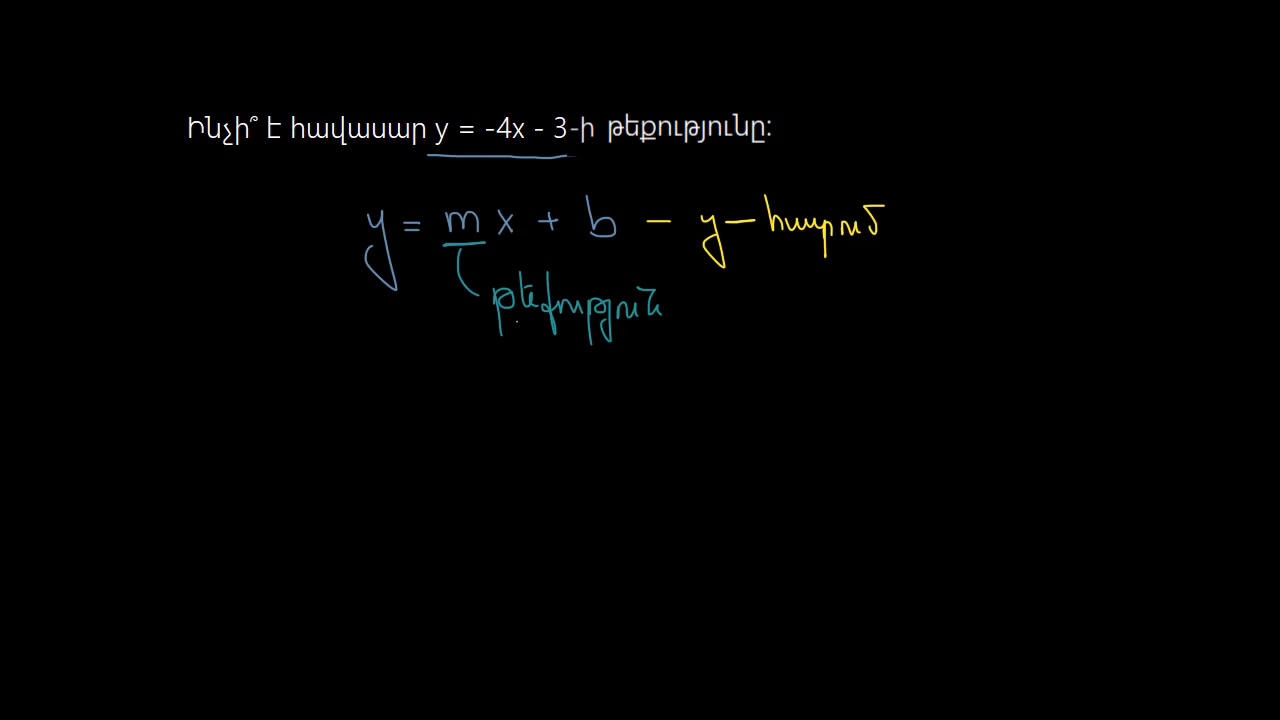 Ինչի՞ է հավասար y = -4x - 3-ի թեքությունը:
y = mx + b – y – հատում
թեքություն